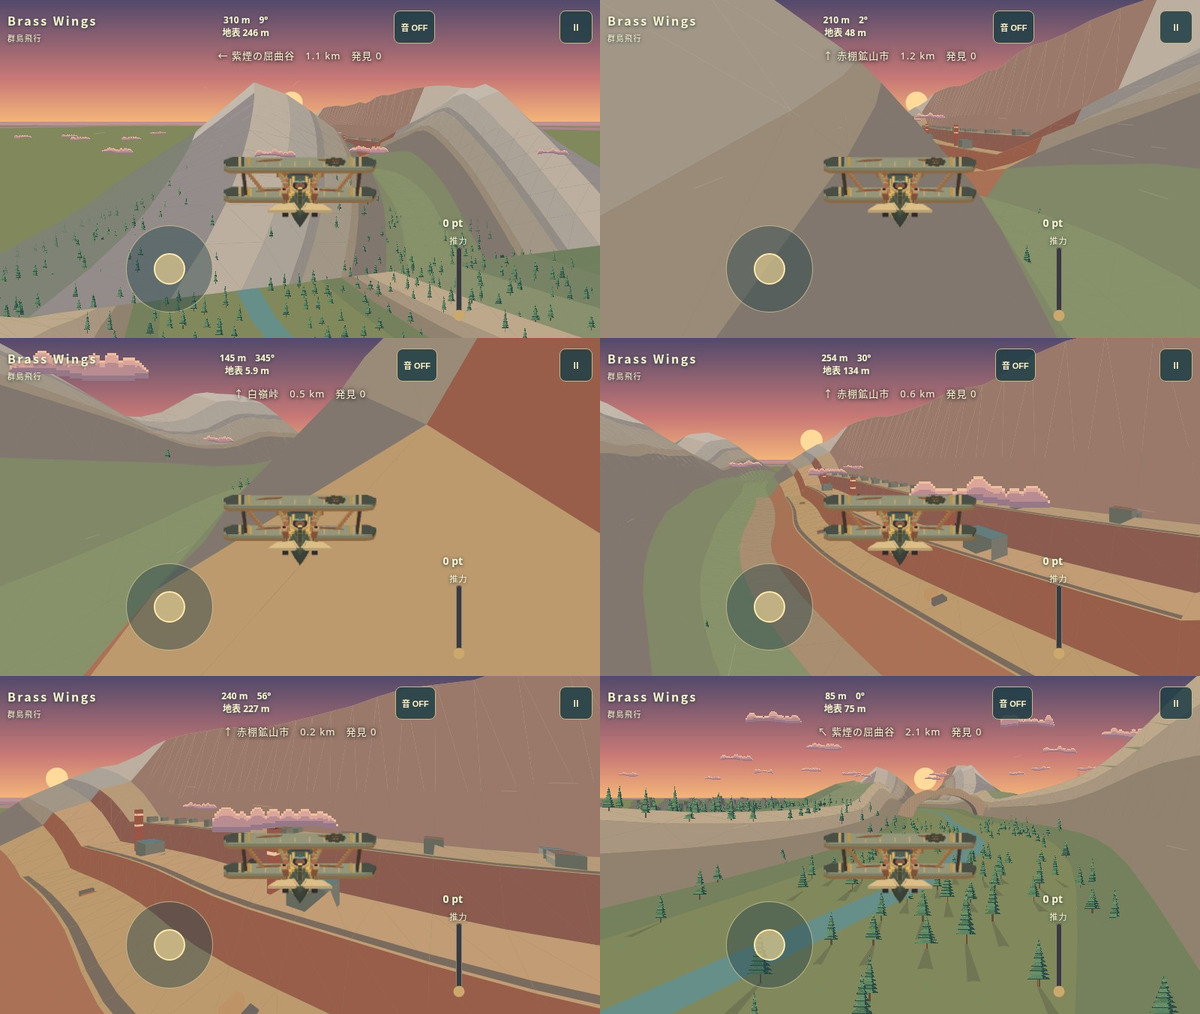 Brass Wings
群島飛行
310 m 9°
地表 246 m
音 OFF
II
← 紫煙の屈曲谷 1.1 km 発見 0
0 pt
推力
Brass Wings
群島飛行
210 m 2°
地表 48 m
音 OFF
II
↑ 赤棚鉱山市 1.2 km 発見 0
0 pt
推力
Brass Wings
群島飛行
145 m 345°
地表 5.9 m
音 OFF
II
↑ 白嶺峠 0.5 km 発見 0
0 pt
推力
Brass Wings
群島飛行
254 m 30°
地表 134 m
音 OFF
II
↑ 赤棚鉱山市 0.6 km 発見 0
0 pt
推力
Brass Wings
群島飛行
240 m 56°
地表 227 m
音 OFF
II
↑ 赤棚鉱山市 0.2 km 発見 0
0 pt
推力
Brass Wings
群島飛行
85 m 0°
地表 75 m
音 OFF
II
↖ 紫煙の屈曲谷 2.1 km 発見 0
0 pt
推力